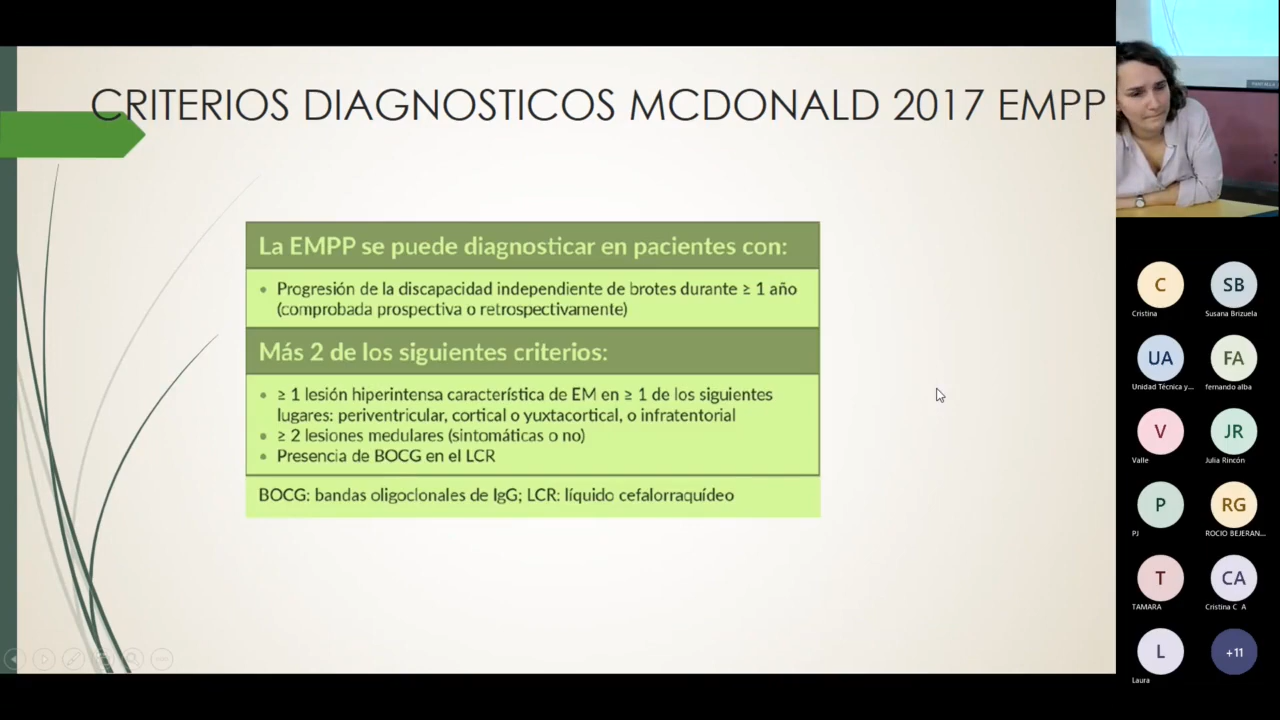 CRITERIOS DIAGNOSTICOS MCDONALD 2017 EMPP
La EMPP se puede diagnosticar en pacientes con:
• Progresión de la discapacidad independiente de brotes durante ≥ 1 año
(comprobada prospectiva o retrospectivamente)
Más 2 de los siguientes criterios:
• ≥ 1 lesión hiperintensa característica de EM en ≥ 1 de los siguientes
lugares: periventricular, cortical o yuxtacortical, o infratentorial
• ≥ 2 lesiones medulares (sintomáticas o no)
• Presencia de BOCG en el LCR
BOCG: bandas oligoclonales de IgG; LCR: líquido cefalorraquídeo
C
Cristina
SB
Susana Brizuela
UA
Unidad Técnica y...
FA
fernando alba
V
Valle
JR
Julia Rincón
P
PJ
RG
ROCIO BEJERAN...
T
TAMARA
CA
Cristina C A
L
Laura
+11